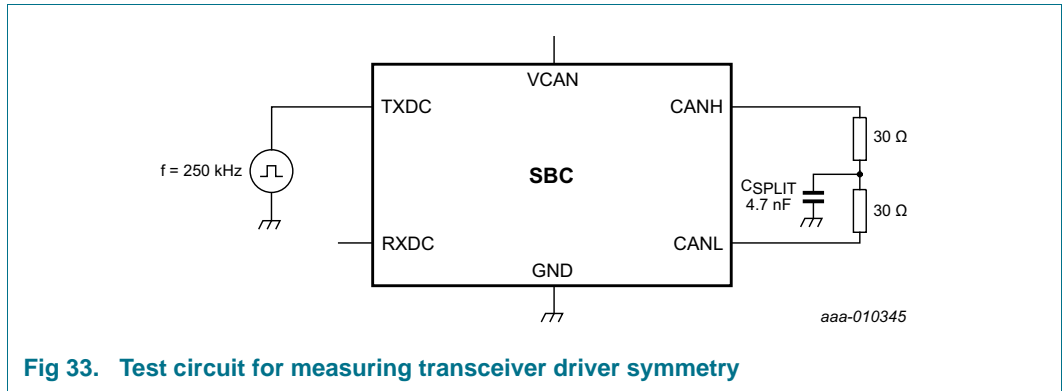 VCAN
TXDC
CANH
30 Ω
f = 250 kHz
SBC
CSPLIT
4.7 nF
30 Ω
RXDC
CANL
GND
aaa-010345
Fig 33. Test circuit for measuring transceiver driver symmetry